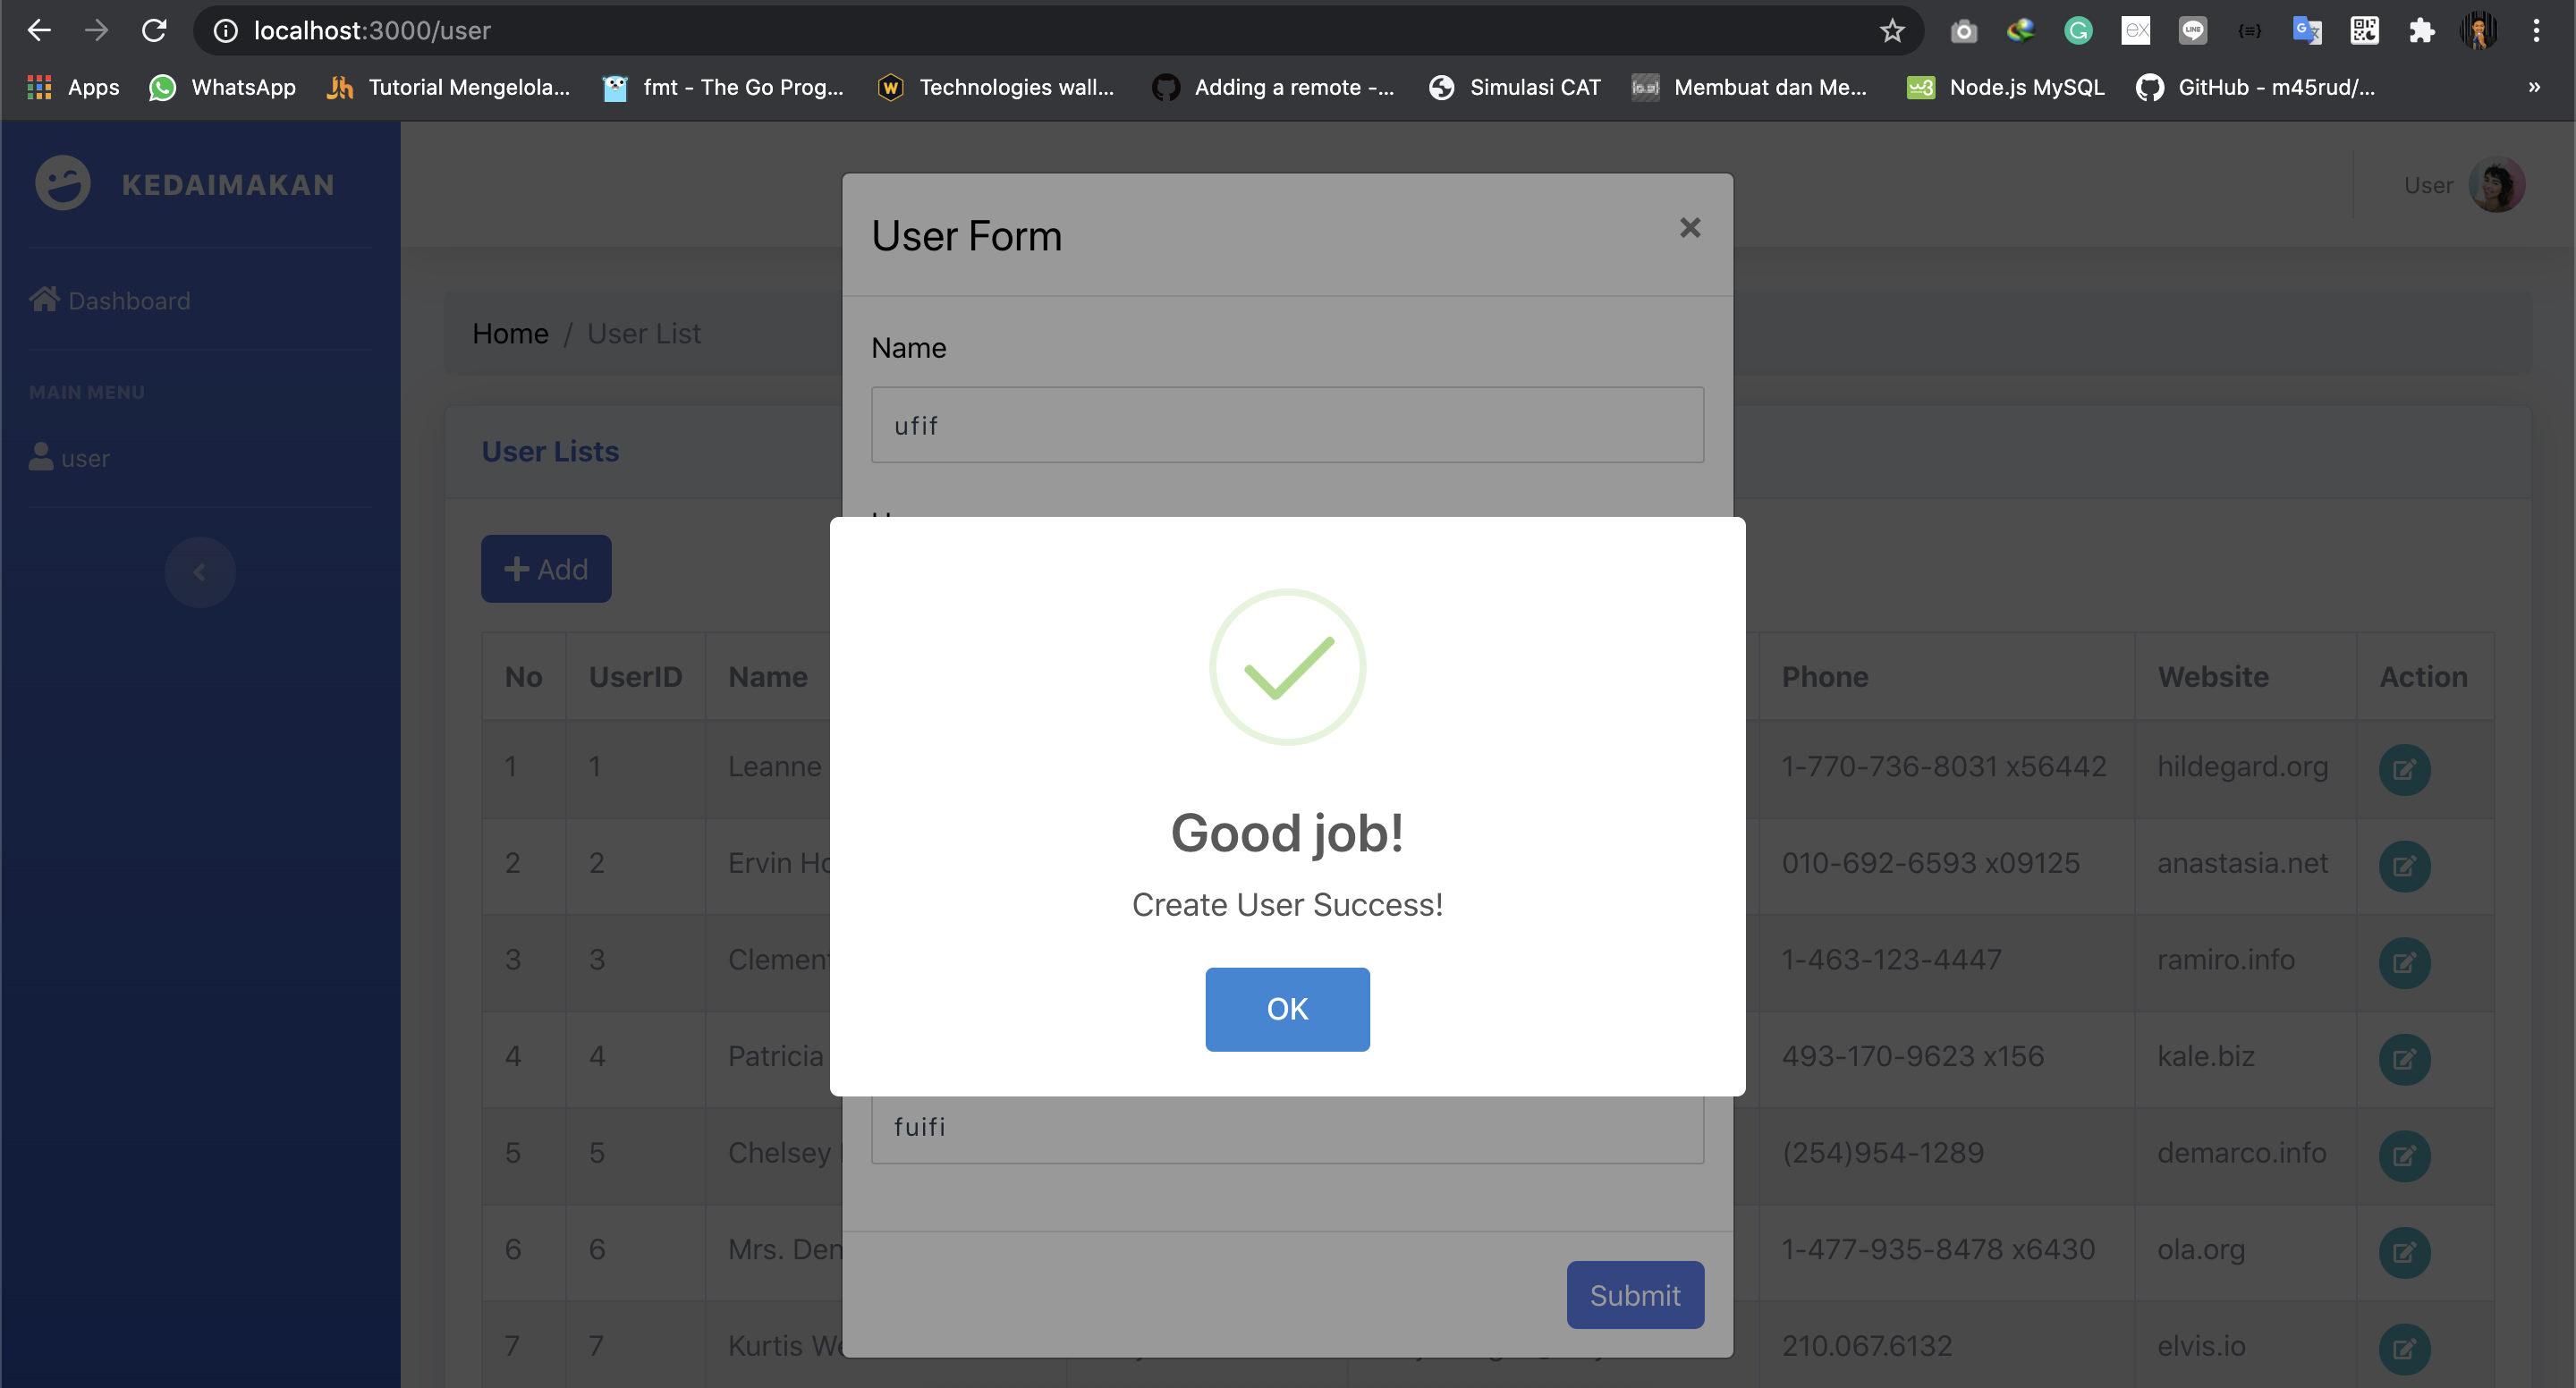 localhost:3000/user
Apps
WhatsApp
Tutorial Mengelola...
fmt - The Go Prog...
Technologies wall...
Adding a remote -...
Simulasi CAT
Membuat dan Me...
Node.js MySQL
GitHub - m45rud/...
»
KEDAIMAKAN
User
Dashboard
MAIN MENU
user
Home / User List
User Lists
+ Add
User Form
×
Name
ufif
Good job!
Create User Success!
OK
fuifi
Submit
No UserID Name Phone Website Action
1 1 Leanne 1-770-736-8031 x56442 hildegard.org
2 2 Ervin 010-692-6593 x09125 anastasia.net
3 3 Clement 1-463-123-4447 ramiro.info
4 4 Patricia 493-170-9623 x156 kale.biz
5 5 Chelsey (254)954-1289 demarco.info
6 6 Mrs. 1-477-935-8478 x6430 ola.org
7 7 Kurtis 210.067.6132 elvis.io